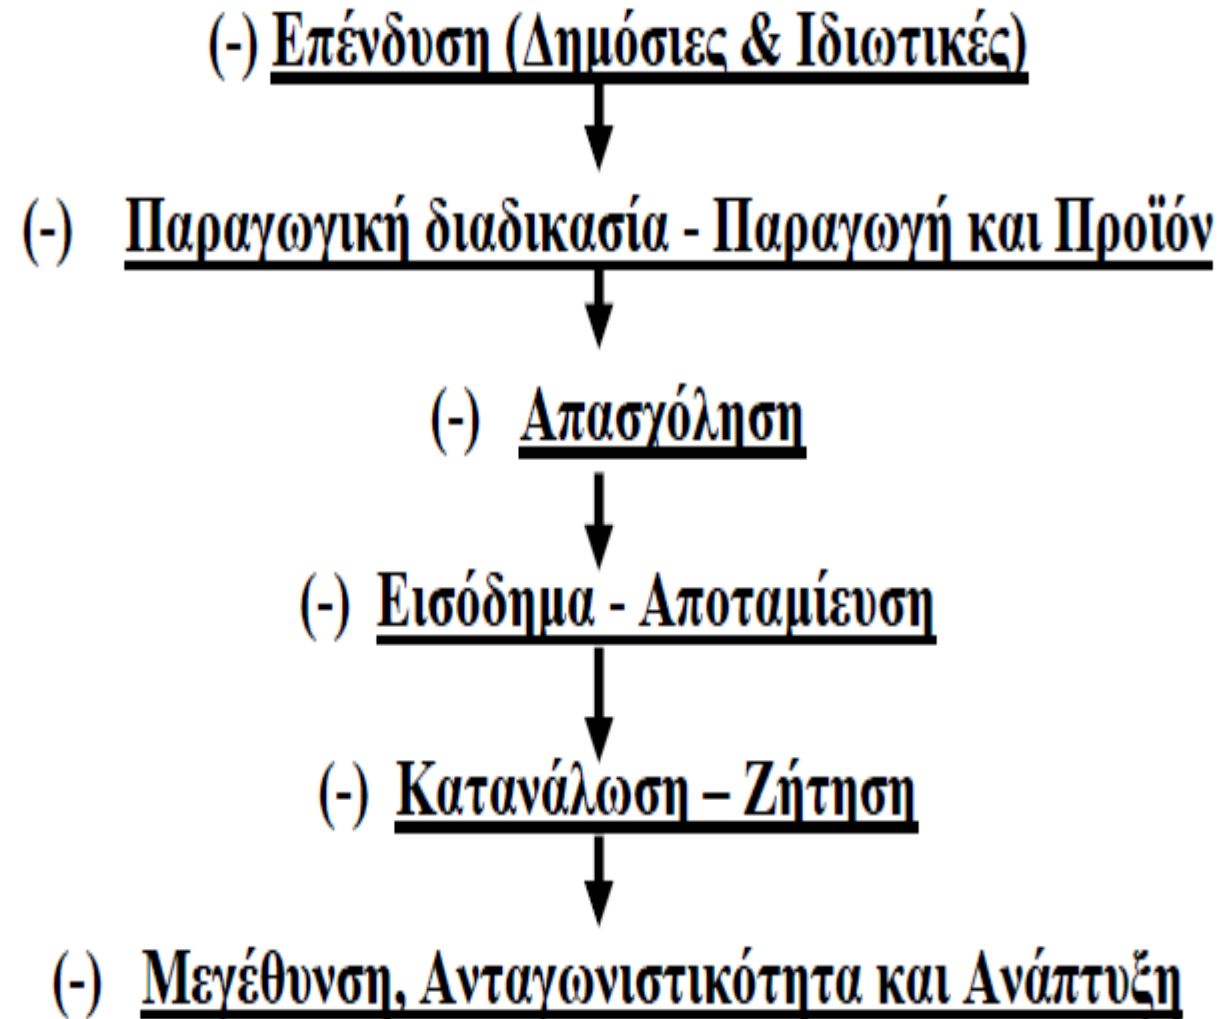 (-) Επένδυση (Δημόσιες & Ιδιωτικές)
(-) Παραγωγική διαδικασία - Παραγωγή και Προϊόν
(-) Απασχόληση
(-) Εισόδημα - Αποταμίευση
(-) Κατανάλωση – Ζήτηση
(-) Μεγέθυνση, Ανταγωνιστικότητα και Ανάπτυξη